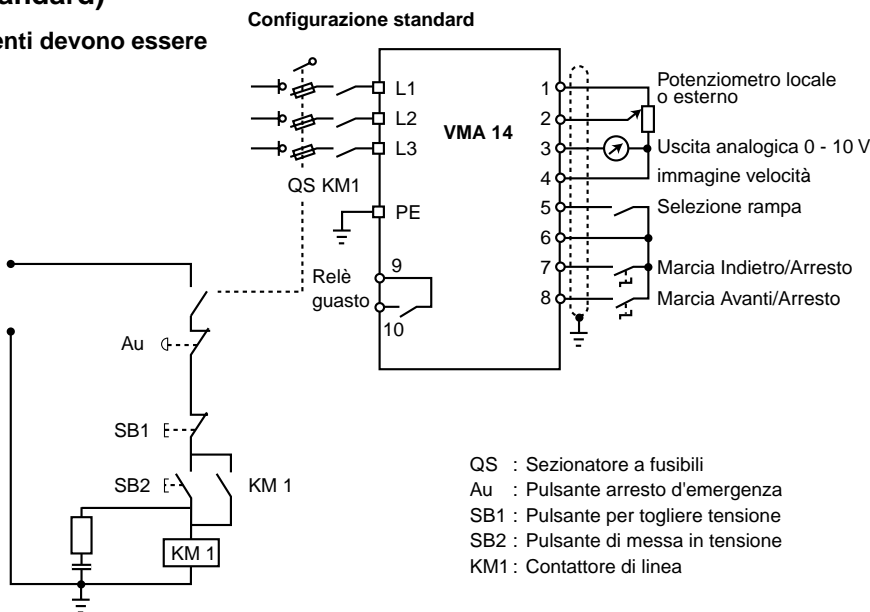 andard)
enti devono essere
Configurazione standard
L1
L2
L3
QS KM1
PE
VMA 14
1
2
3
4
5
6
7
8
Potenziometro locale
o esterno
Uscita analogica 0 - 10 V
immagine velocità
Selezione rampa
Marcia Indietro/Arresto
Marcia Avanti/Arresto
Relè
guasto
9
10
Au
SB1
SB2
KM 1
KM 1
QS : Sezionatore a fusibili
Au : Pulsante arresto d'emergenza
SB1 : Pulsante per togliere tensione
SB2 : Pulsante di messa in tensione
KM1 : Contattore di linea